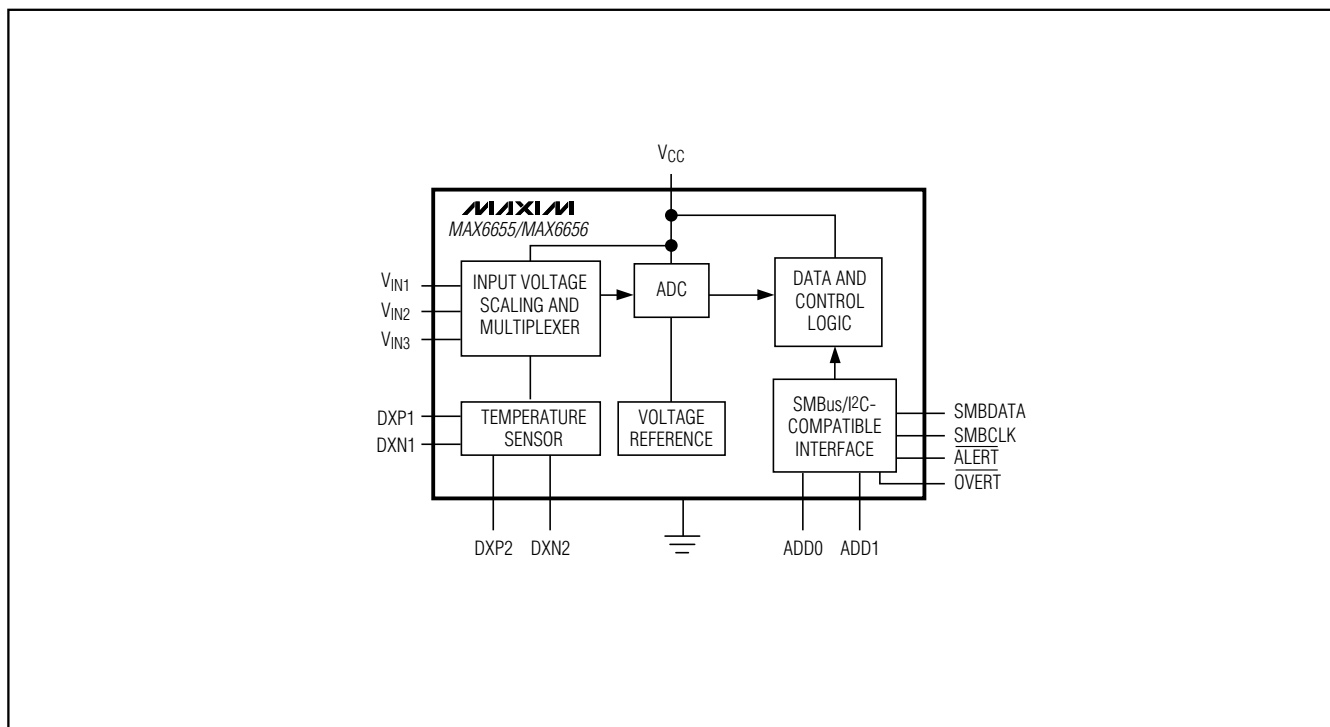 VCC
MAXIM
MAX6655/MAX6656
VIN1
VIN2
VIN3
INPUT VOLTAGE
SCALING AND
MULTIPLEXER
ADC
DATA AND
CONTROL
LOGIC
DXP1
DXN1
TEMPERATURE
SENSOR
VOLTAGE
REFERENCE
SMBus/I2C-
COMPATIBLE
INTERFACE
SMBDATA
SMBCLK
ALERT
OVERT
DXP2
DXN2
ADD0
ADD1